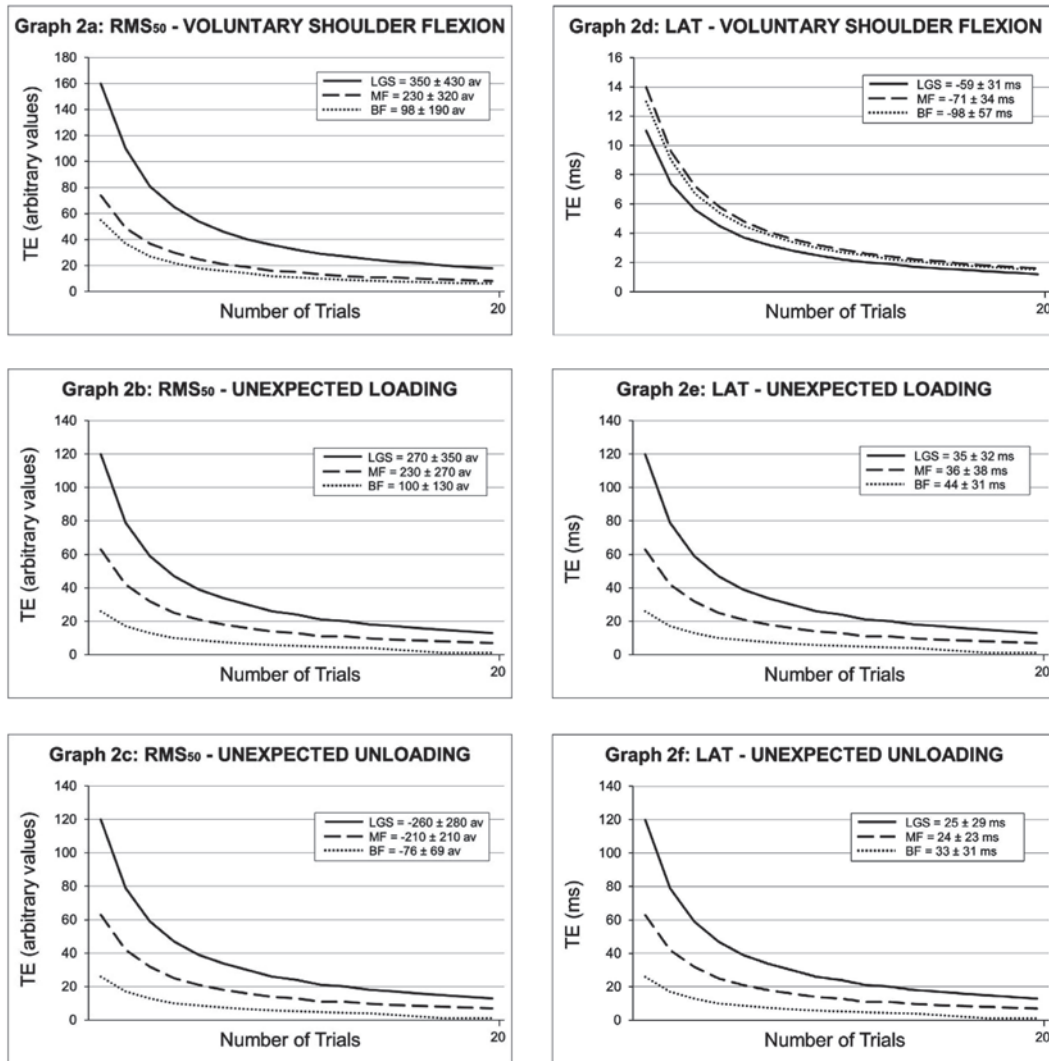 Graph 2a: RMS₅₀ - VOLUNTARY SHOULDER FLEXION
180
160
140
120
100
80
60
40
20
0
TE (arbitrary values)
LGS = 350 ± 430 av
MF = 230 ± 320 av
BF = 98 ± 190 av
Number of Trials
20
Graph 2d: LAT - VOLUNTARY SHOULDER FLEXION
16
14
12
10
8
6
4
2
0
TE (ms)
LGS = -59 ± 31 ms
MF = -71 ± 34 ms
BF = -98 ± 57 ms
Number of Trials
20
Graph 2b: RMS₅₀ - UNEXPECTED LOADING
140
120
100
80
60
40
20
0
TE (arbitrary values)
LGS = 270 ± 350 av
MF = 230 ± 270 av
BF = 100 ± 130 av
Number of Trials
20
Graph 2e: LAT - UNEXPECTED LOADING
140
120
100
80
60
40
20
0
TE (ms)
LGS = 35 ± 32 ms
MF = 36 ± 38 ms
BF = 44 ± 31 ms
Number of Trials
20
Graph 2c: RMS₅₀ - UNEXPECTED UNLOADING
140
120
100
80
60
40
20
0
TE (arbitrary values)
LGS = -260 ± 280 av
MF = -210 ± 210 av
BF = -76 ± 69 av
Number of Trials
20
Graph 2f: LAT - UNEXPECTED UNLOADING
140
120
100
80
60
40
20
0
TE (ms)
LGS = 25 ± 29 ms
MF = 24 ± 23 ms
BF = 33 ± 31 ms
Number of Trials
20